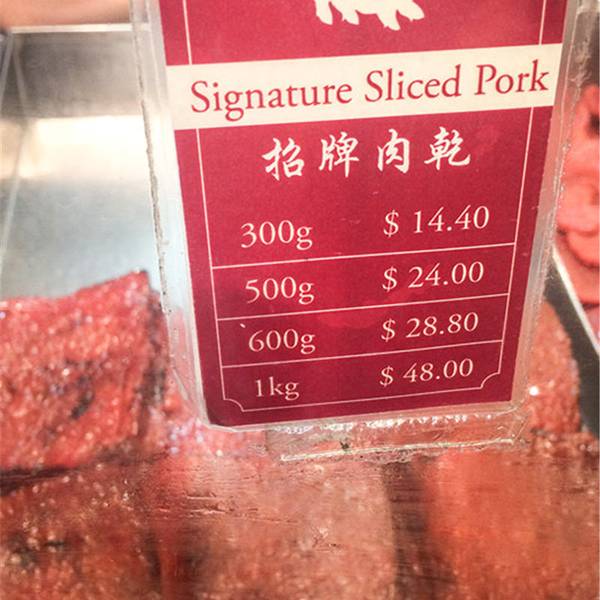 Signature Sliced Pork
招牌肉乾
300g $ 14.40
500g $ 24.00
600g $ 28.80
1kg $ 48.00